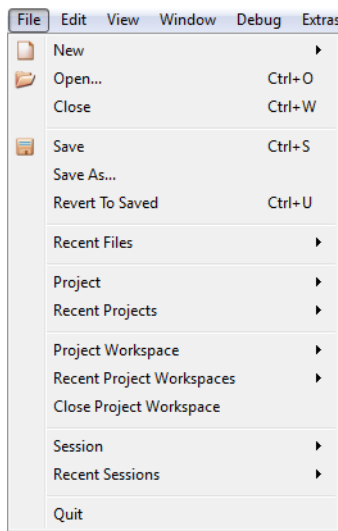 File Edit View Window Debug Extras
New
Open... Ctrl+O
Close Ctrl+W
Save Ctrl+S
Save As...
Revert To Saved Ctrl+U
Recent Files
Project
Recent Projects
Project Workspace
Recent Project Workspaces
Close Project Workspace
Session
Recent Sessions
Quit